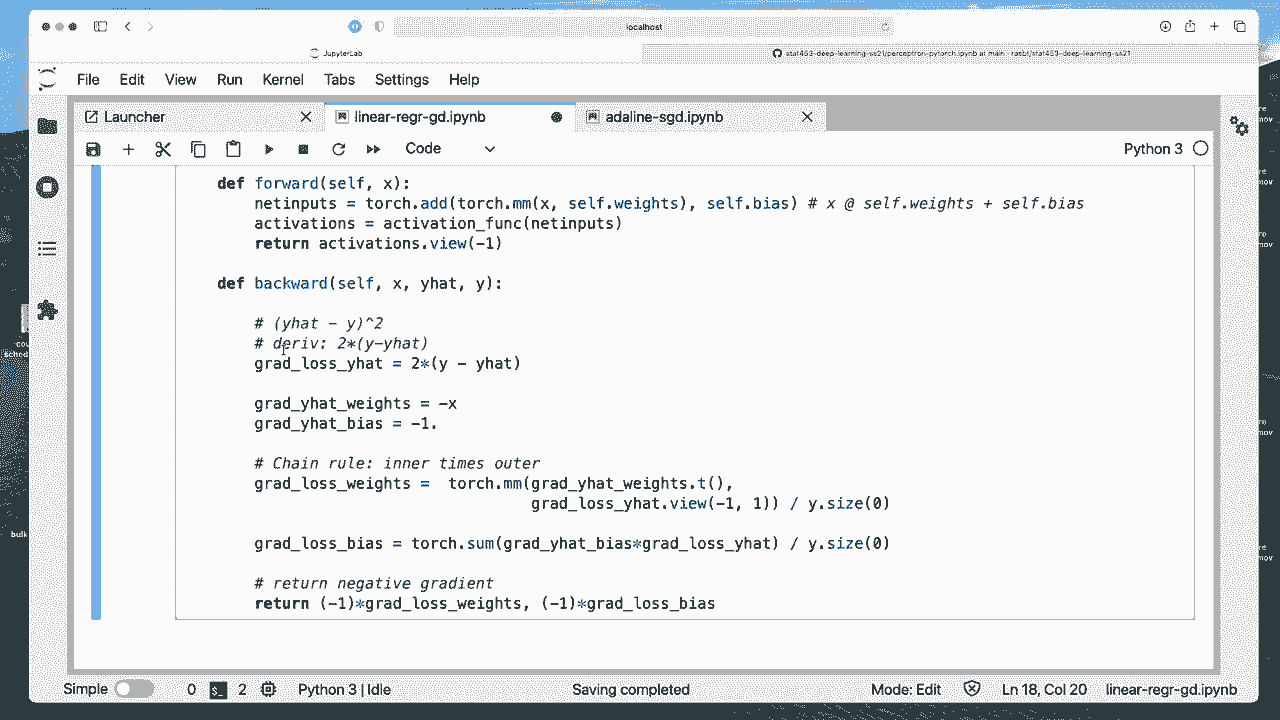 localhost
JupyterLab
stat453-deep-learning-ss21/perceptron-pytorch.ipynb at main · rasbt/stat453-deep-learning-ss21
File Edit View Run Kernel Tabs Settings Help
Launcher linear-regr-gd.ipynb adaline-sgd.ipynb
Code Python 3
def forward(self, x):
netinputs = torch.add(torch.mm(x, self.weights), self.bias) # x @ self.weights + self.bias
activations = activation_func(netinputs)
return activations.view(-1)
def backward(self, x, yhat, y):
# (yhat - y)^2
# deriv: 2*(y-yhat)
grad_loss_yhat = 2*(y - yhat)
grad_yhat_weights = -x
grad_yhat_bias = -1.
# Chain rule: inner times outer
grad_loss_weights =  torch.mm(grad_yhat_weights.t(),
grad_loss_yhat.view(-1, 1)) / y.size(0)
grad_loss_bias = torch.sum(grad_yhat_bias*grad_loss_yhat) / y.size(0)
# return negative gradient
return (-1)*grad_loss_weights, (-1)*grad_loss_bias
Simple 0 2 Python 3 | Idle Saving completed Mode: Edit Ln 18, Col 20 linear-regr-gd.ipynb